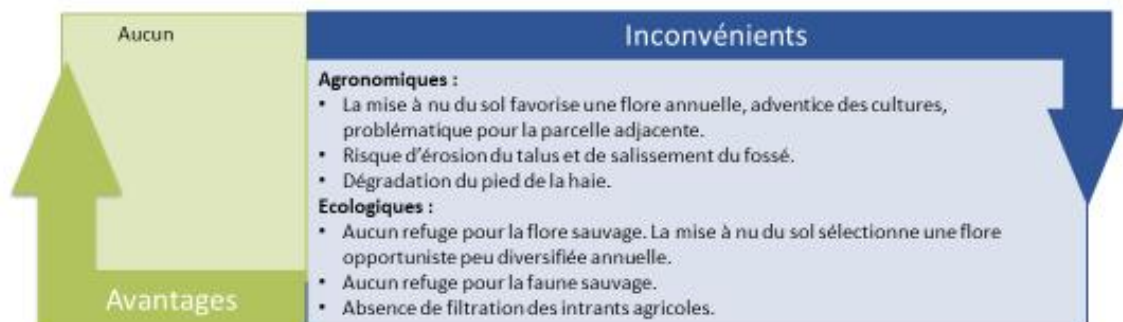 Aucun
Avantages
Inconvénients
Agronomiques :
• La mise à nu du sol favorise une flore annuelle, adventice des cultures,
problématique pour la parcelle adjacente.
• Risque d'érosion du talus et de salissement du fossé.
• Dégradation du pied de la haie.
Ecologiques :
• Aucun refuge pour la flore sauvage. La mise à nu du sol sélectionne une flore
opportuniste peu diversifiée annuelle.
• Aucun refuge pour la faune sauvage.
• Absence de filtration des intrants agricoles.